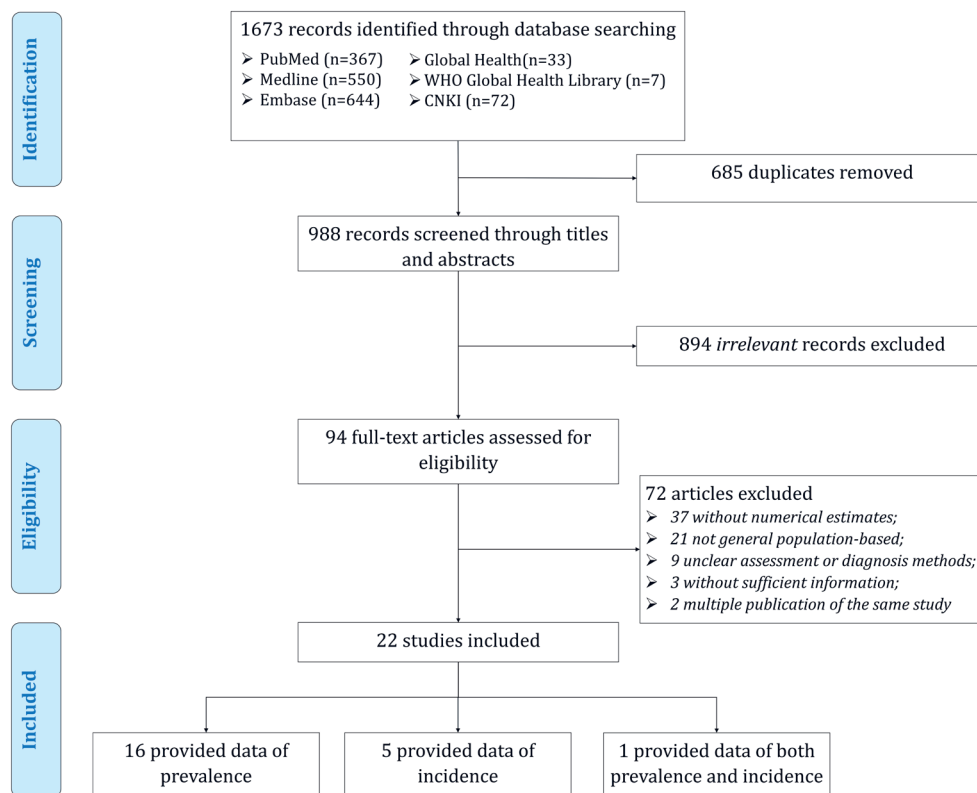 Identification
1673 records identified through database searching
➢ PubMed (n=367)
➢ Medline (n=550)
➢ Embase (n=644)
➢ Global Health(n=33)
➢ WHO Global Health Library (n=7)
➢ CNKI (n=72)
685 duplicates removed
Screening
988 records screened through titles
and abstracts
894 irrelevant records excluded
Eligibility
94 full-text articles assessed for
eligibility
72 articles excluded
➢ 37 without numerical estimates;
➢ 21 not general population-based;
➢ 9 unclear assessment or diagnosis methods;
➢ 3 without sufficient information;
➢ 2 multiple publication of the same study
Included
22 studies included
16 provided data of
prevalence
5 provided data of
incidence
1 provided data of both
prevalence and incidence